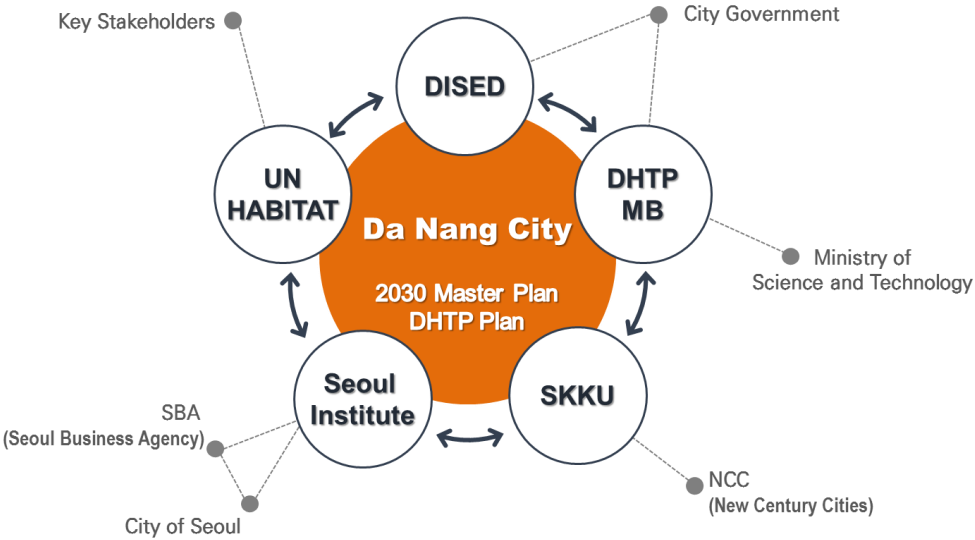 Key Stakeholders
City Government
DISED
UN
HABITAT
DHTP
MB
Da Nang City
2030 Master Plan
DHTP Plan
Ministry of
Science and Technology
Seoul
Institute
SKKU
SBA
(Seoul Business Agency)
City of Seoul
NCC
(New Century Cities)